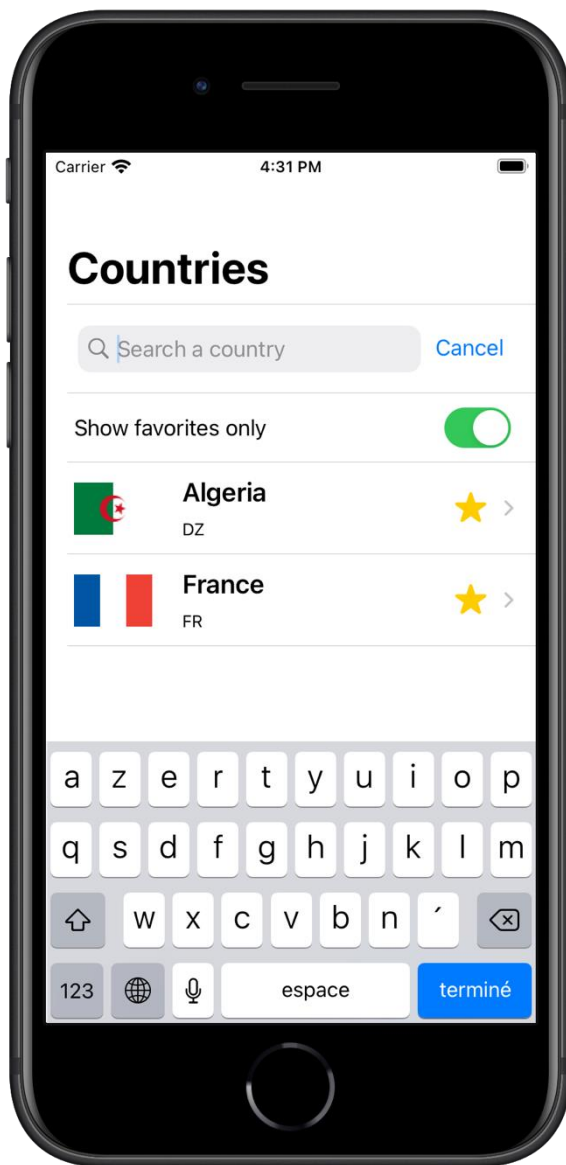 Carrier 4:31 PM
Countries
Search a country Cancel
Show favorites only
Algeria
DZ
France
FR
a z e r t y u i o p
q s d f g h j k l m
w x c v b n ´
123 espace terminé